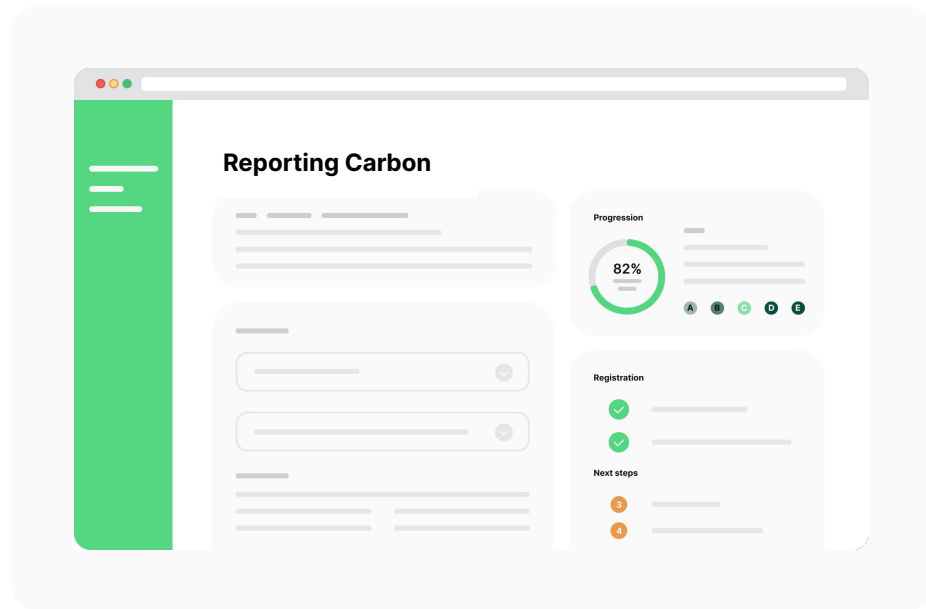 Reporting Carbon
Progression
82%
A B C D E
Registration
Next steps
3
4